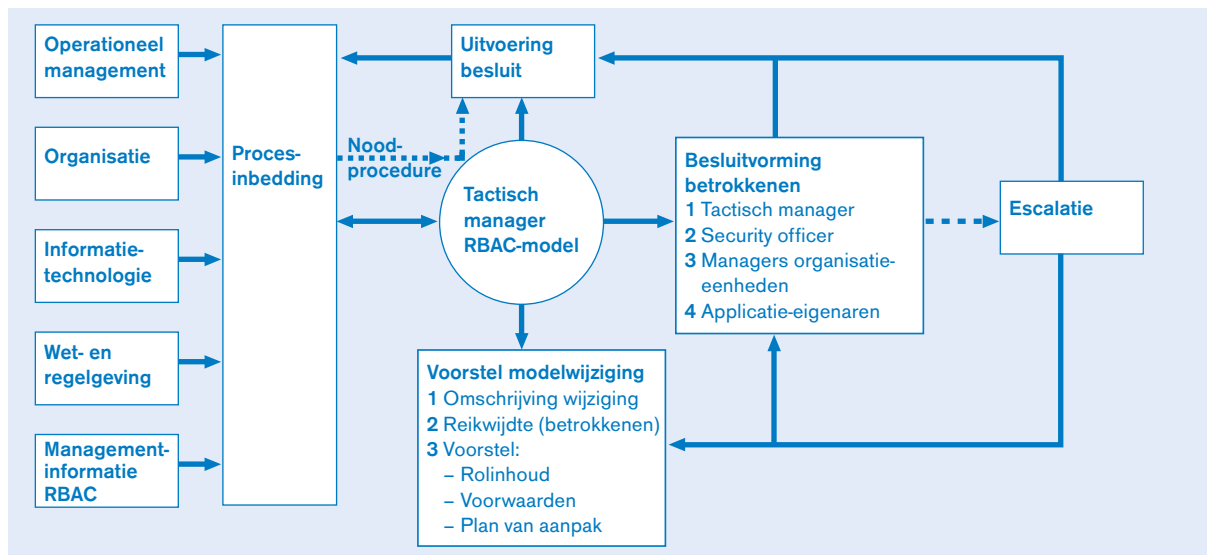 Operationeel
management
Organisatie
Informatie-
technologie
Wet- en
regelgeving
Management-
informatie
RBAC
Proces-
inbedding
Nood-
procedure
Uitvoering
besluit
Tactisch
manager
RBAC-model
Besluitvorming
betrokkenen
1 Tactisch manager
2 Security officer
3 Managers organisatie-
eenheden
4 Applicatie-eigenaren
Escalatie
Voorstel modelwijziging
1 Omschrijving wijziging
2 Reikwijdte (betrokkenen)
3 Voorstel:
– Rolinhoud
– Voorwaarden
– Plan van aanpak